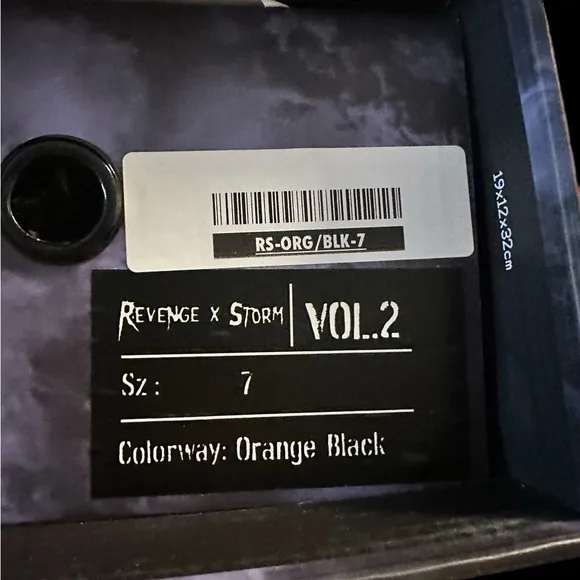 RS-ORG/BLK-7
REVENGE X STORM
VOL.2
Sz: 7
Colorway: Orange Black
19x12x32cm